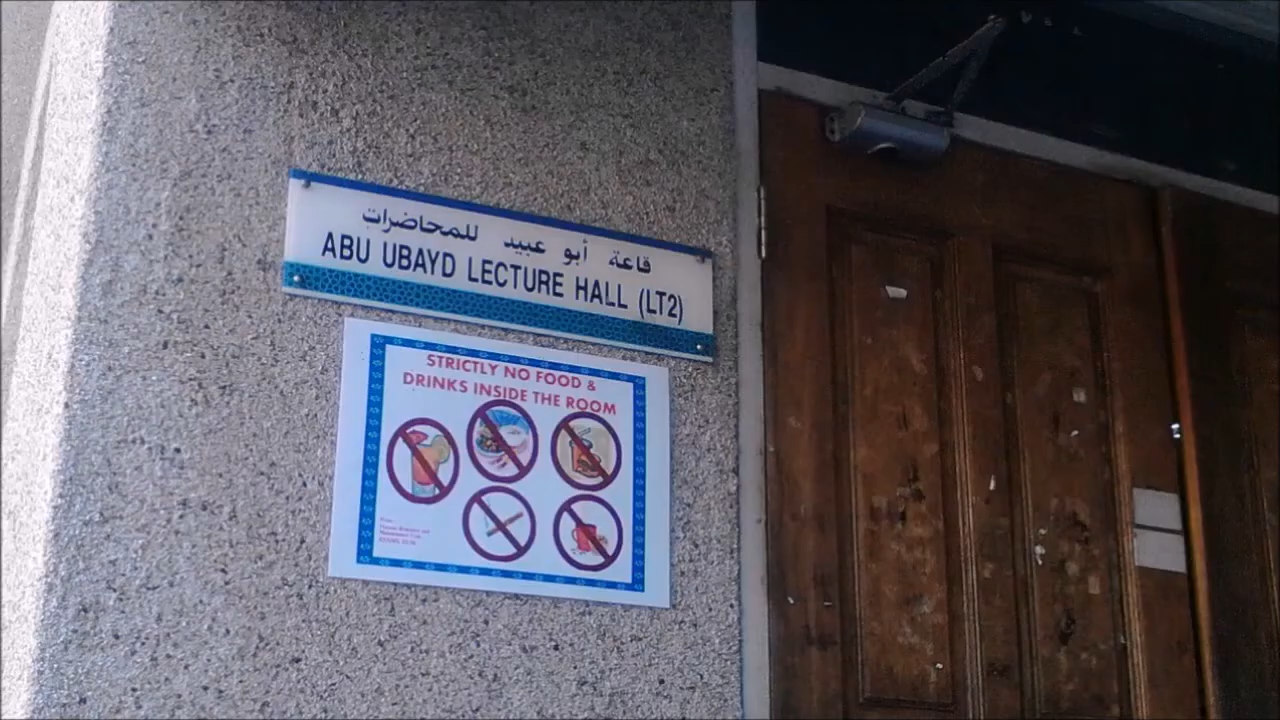 قاعة أبو عبيد للمحاضرات
ABU UBAYD LECTURE HALL (LT2)
STRICTLY NO FOOD &
DRINKS INSIDE THE ROOM